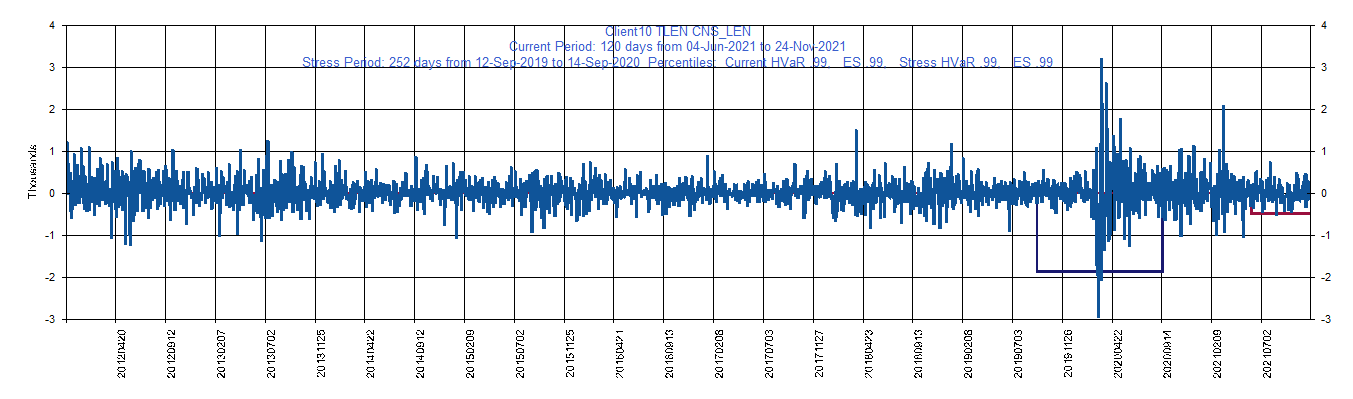 Client10 TLEN CNS_LEN
Current Period: 120 days from 04-Jun-2021 to 24-Nov-2021
Stress Period: 252 days from 12-Sep-2019 to 14-Sep-2020 Percentiles: Current HVaR .99, ES .99, Stress HVaR .99, ES .99
4 4
3 3
2 2
1 1
0 0
-1 -1
-2 -2
-3 -3
Thousands
20120420 20120912 20130207 20130702 20131125 20140422 20140912 20150209 20150702 20151125 20160421 20160913 20170208 20170703 20171127 20180423 20180913 20190208 20190703 20191126 20200422 20200914 20210209 20210702